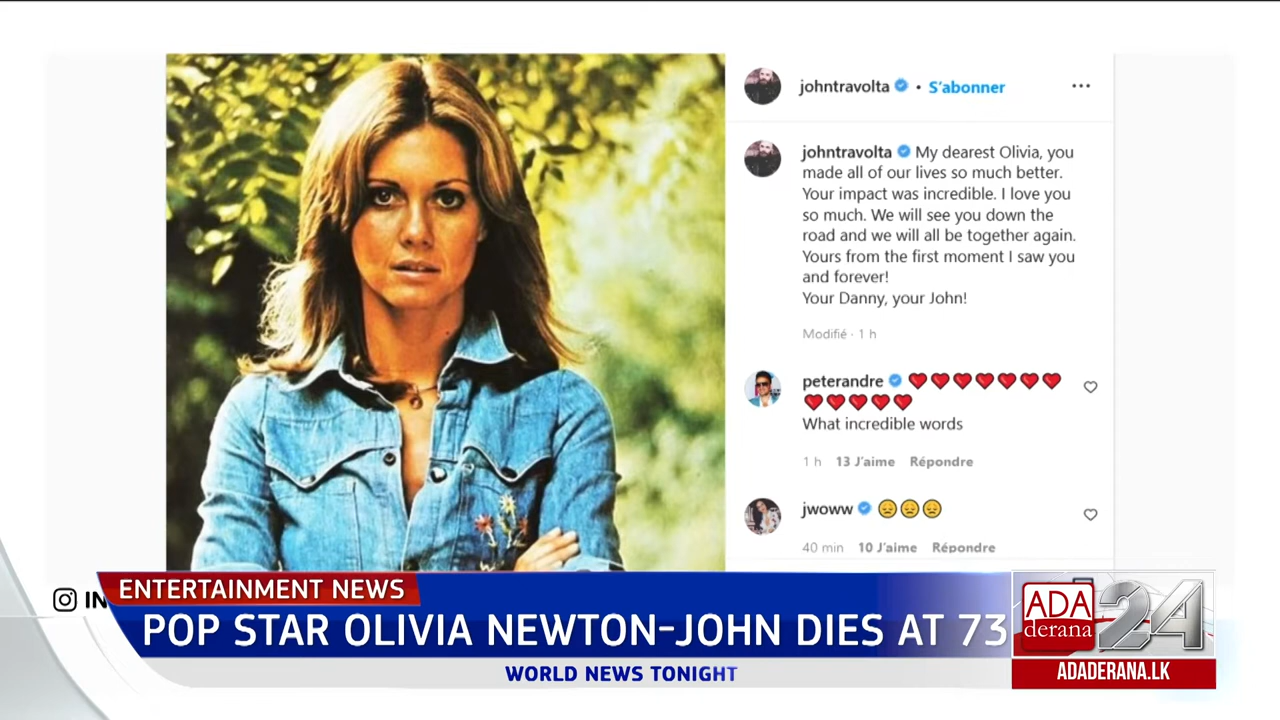 johntravolta • S'abonner
johntravolta My dearest Olivia, you
made all of our lives so much better.
Your impact was incredible. I love you
so much. We will see you down the
road and we will all be together again.
Yours from the first moment I saw you
and forever!
Your Danny, your John!
Modifié · 1 h
peterandre
What incredible words
1 h 13 J'aime Répondre
jwoww
40 min 10 J'aime Répondre
IN
ENTERTAINMENT NEWS
POP STAR OLIVIA NEWTON-JOHN DIES AT 73
WORLD NEWS TONIGHT
ADA
derana
24
ADADERANA.LK